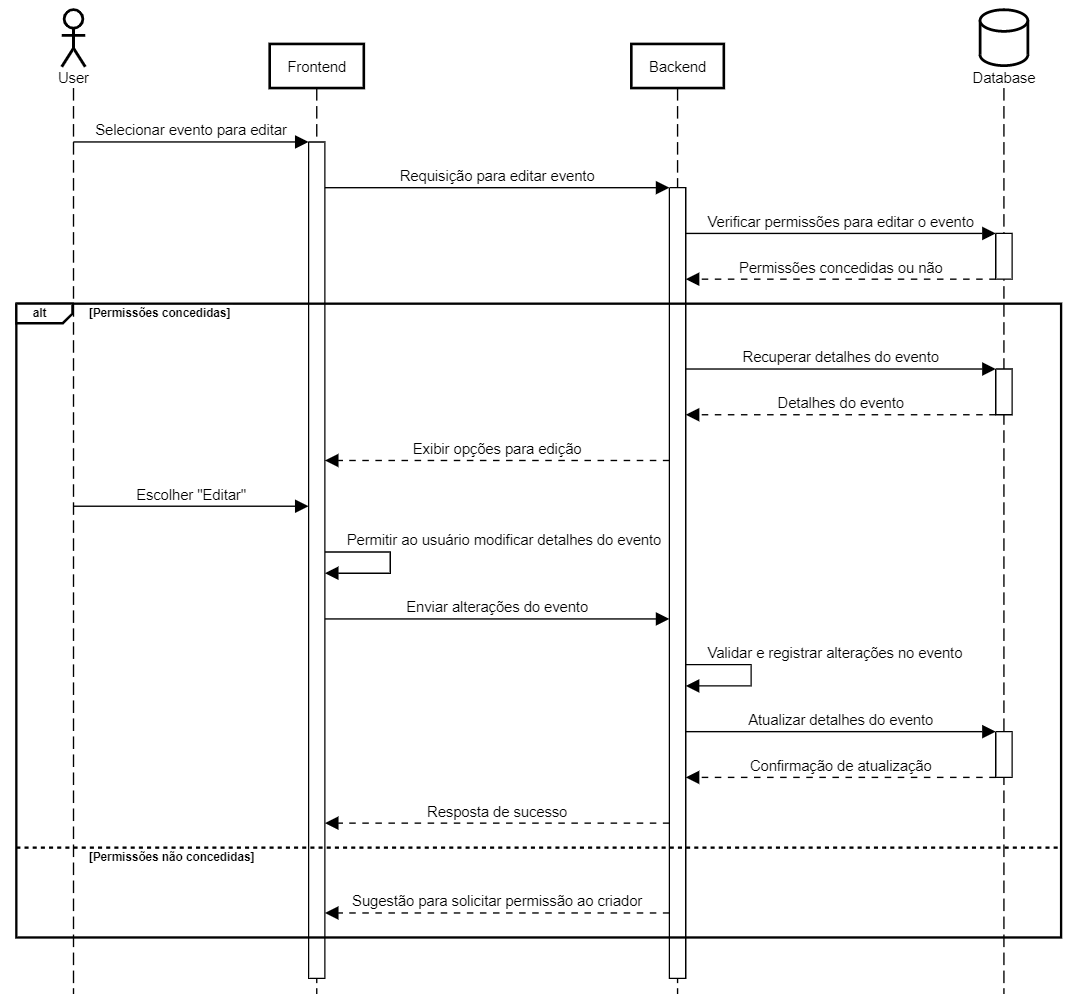 User
Frontend
Backend
Database
Selecionar evento para editar
Requisição para editar evento
Verificar permissões para editar o evento
Permissões concedidas ou não
alt
[Permissões concedidas]
Recuperar detalhes do evento
Detalhes do evento
Exibir opções para edição
Escolher "Editar"
Permitir ao usuário modificar detalhes do evento
Enviar alterações do evento
Validar e registrar alterações no evento
Atualizar detalhes do evento
Confirmação de atualização
Resposta de sucesso
[Permissões não concedidas]
Sugestão para solicitar permissão ao criador